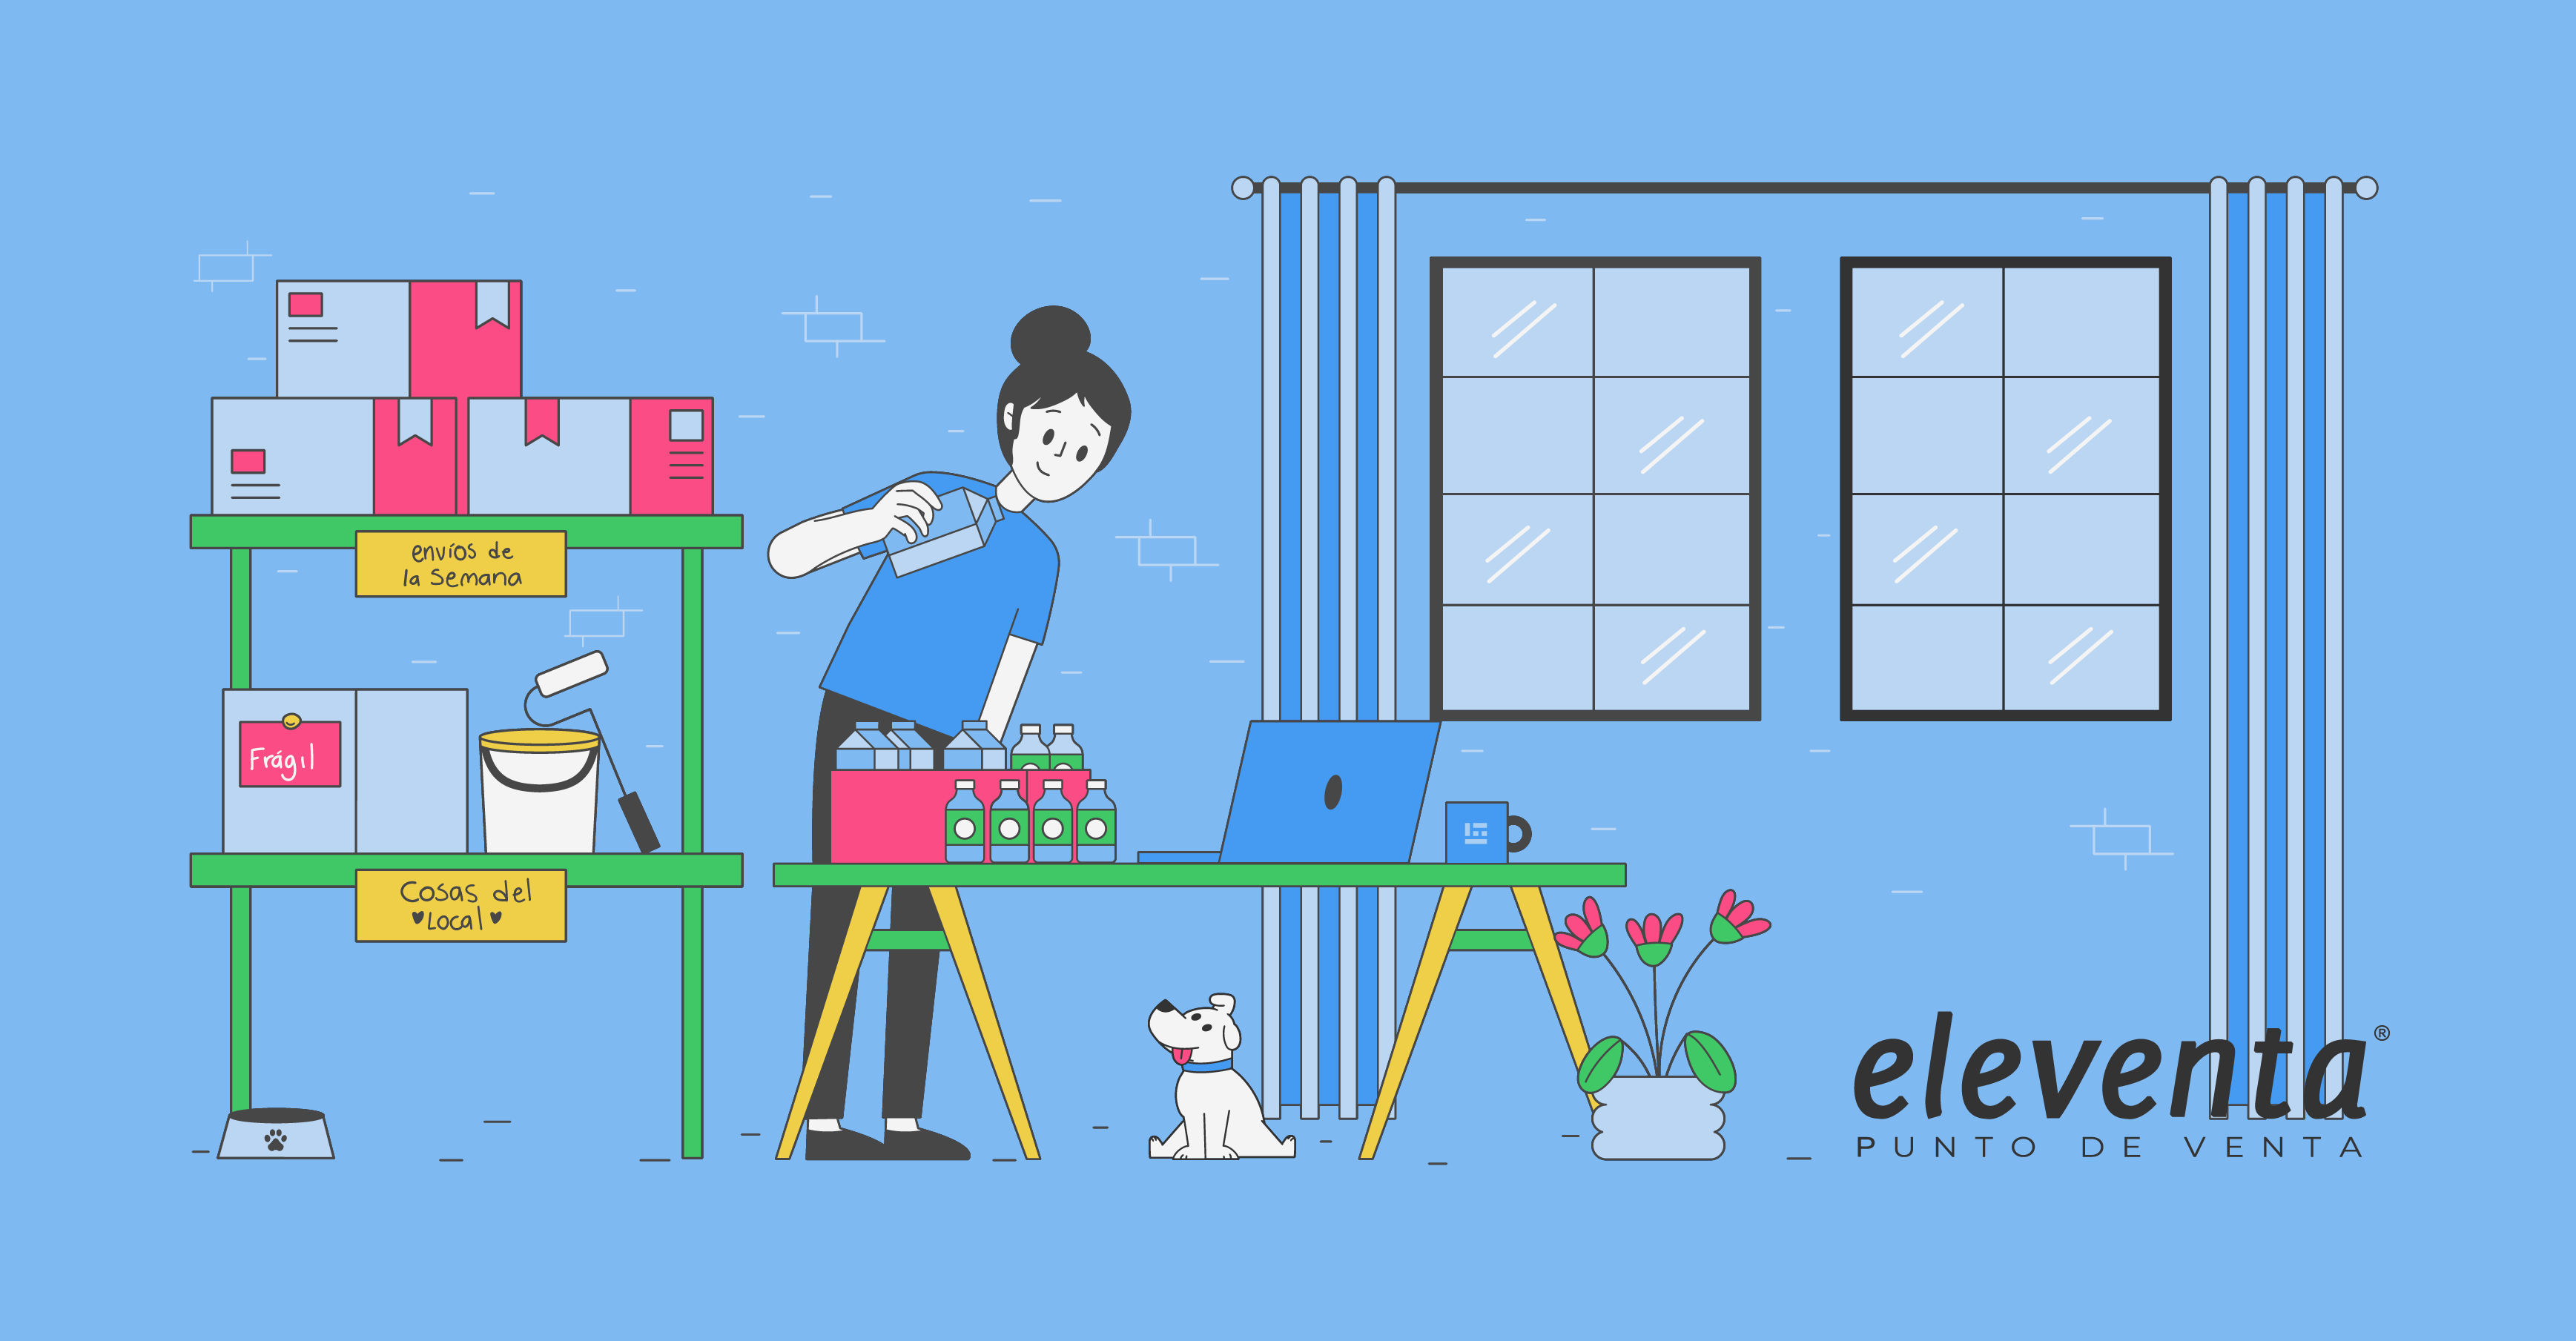 envíos de
la semana
Frágil
Cosas del
♥Local♥
eleventa®
PUNTO DE VENTA